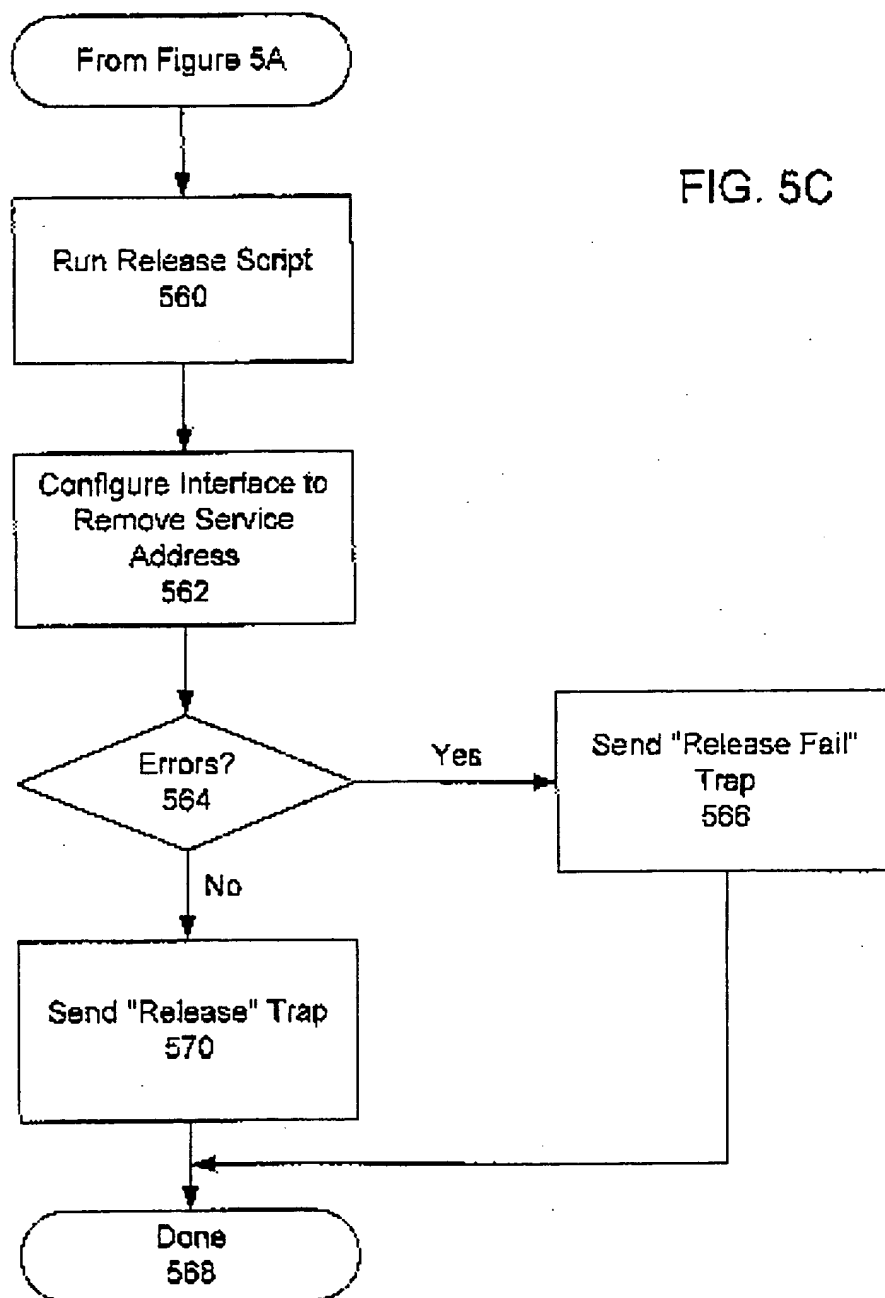 From Figure 5A
FIG. 5C
Run Release Script
560
Configure Interface to
Remove Service
Address
562
Errors?
564
Yes
Send "Release Fail"
Trap
566
No
Send "Release" Trap
570
Done
568